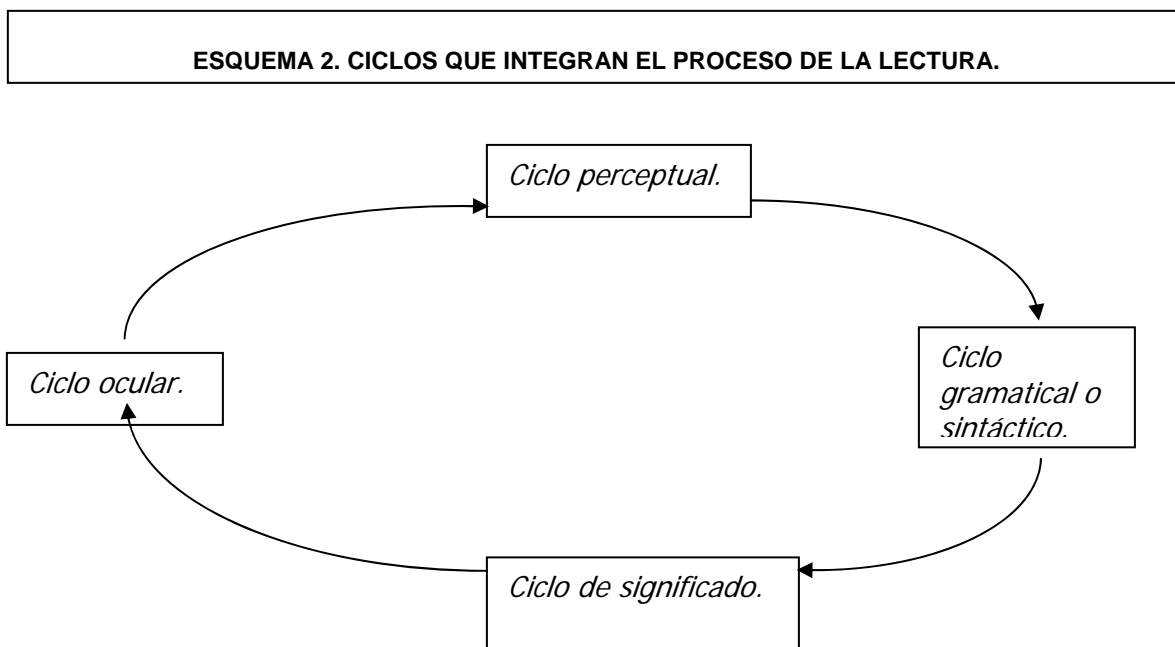 ESQUEMA 2. CICLOS QUE INTEGRAN EL PROCESO DE LA LECTURA.
Ciclo perceptual.
Ciclo ocular.
Ciclo
gramatical o
sintáctico.
Ciclo de significado.